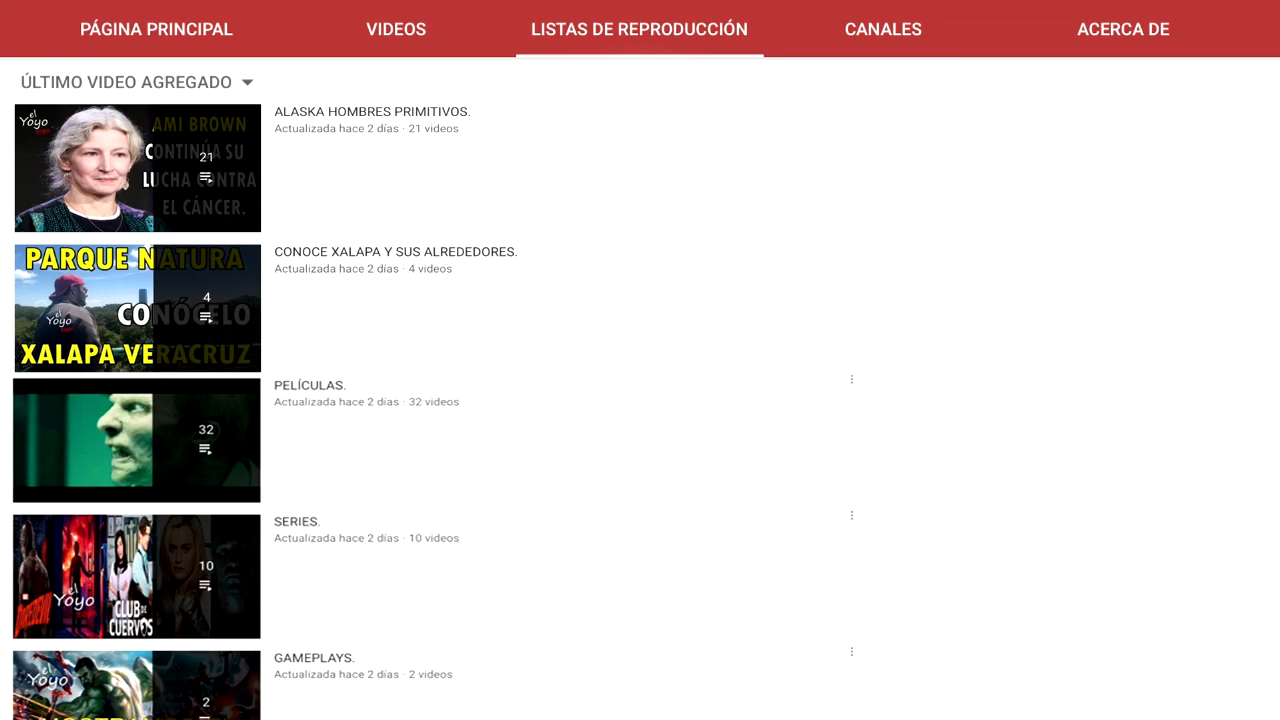 PÁGINA PRINCIPAL VIDEOS LISTAS DE REPRODUCCIÓN CANALES ACERCA DE
ÚLTIMO VIDEO AGREGADO
el
Yoyo
AMI BROWN
CONTINÚA SU
LUCHA CONTRA
EL CÁNCER.
21
ALASKA HOMBRES PRIMITIVOS.
Actualizada hace 2 días · 21 videos
PARQUE NATURA
CONÓCELO
el
Yoyo
XALAPA VERACRUZ
4
CONOCE XALAPA Y SUS ALREDEDORES.
Actualizada hace 2 días · 4 videos
32
PELÍCULAS.
Actualizada hace 2 días · 32 videos
DAREDEVIL
el
Yoyo
CLUB DE
CUERVOS
10
SERIES.
Actualizada hace 2 días · 10 videos
el
Yoyo
2
GAMEPLAYS.
Actualizada hace 2 días · 2 videos